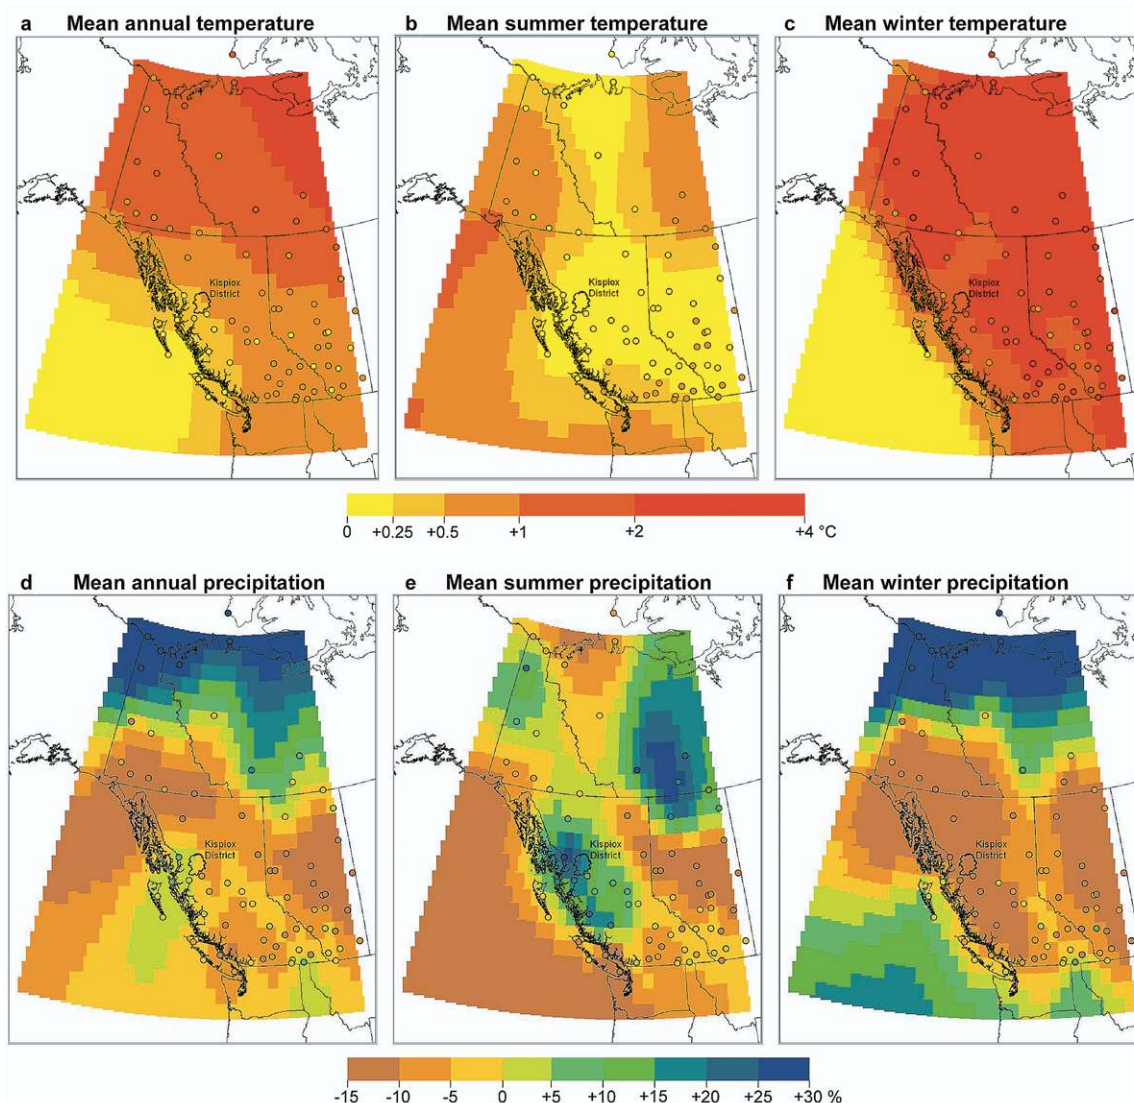 a Mean annual temperature
b Mean summer temperature
c Mean winter temperature
Kispiox
District
Kispiox
District
Kispiox
District
0 +0.25 +0.5 +1 +2 +4 °C
d Mean annual precipitation
e Mean summer precipitation
f Mean winter precipitation
Kispiox
District
Kispiox
District
Kispiox
District
-15 -10 -5 0 +5 +10 +15 +20 +25 +30 %